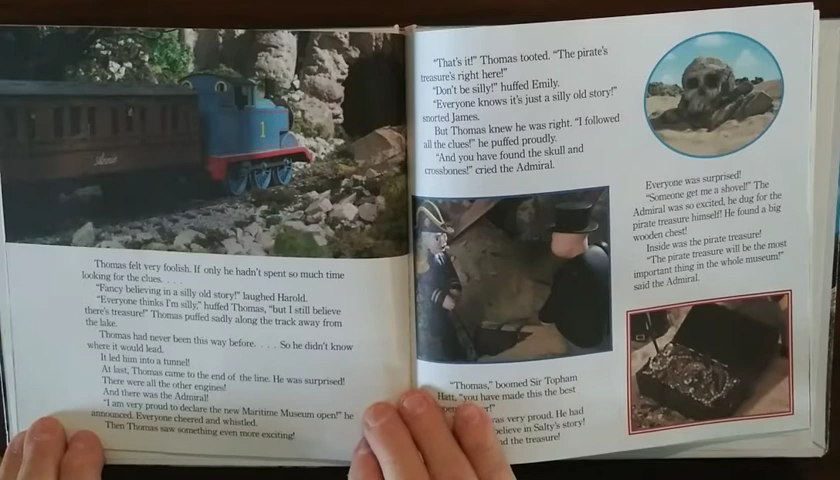 Annie
1
Thomas felt very foolish. If only he hadn't spent so much time
looking for the clues. . . .
"Fancy believing in a silly old story!" laughed Harold.
"Everyone thinks I'm silly," huffed Thomas, "but I still believe
there's treasure!" Thomas puffed sadly along the track away from
the lake.
Thomas had never been this way before. . . . So he didn't know
where it would lead.
It led him into a tunnel!
At last, Thomas came to the end of the line. He was surprised!
There were all the other engines!
And there was the Admiral!
"I am very proud to declare the new Maritime Museum open!" he
announced. Everyone cheered and whistled.
Then Thomas saw something even more exciting!
"That's it!" Thomas tooted. "The pirate's
treasure's right here!"
"Don't be silly!" huffed Emily.
"Everyone knows it's just a silly old story!"
snorted James.
But Thomas knew he was right. "I followed
all the clues!" he puffed proudly.
"And you have found the skull and
crossbones!" cried the Admiral.
"Thomas," boomed Sir Topham
Hatt, "you have made this the best
was very proud. He had
believe in Salty's story!
the treasure!
Everyone was surprised!
"Someone get me a shovel!" The
Admiral was so excited, he dug for the
pirate treasure himself! He found a big
wooden chest!
Inside was the pirate treasure!
"The pirate treasure will be the most
important thing in the whole museum!"
said the Admiral.